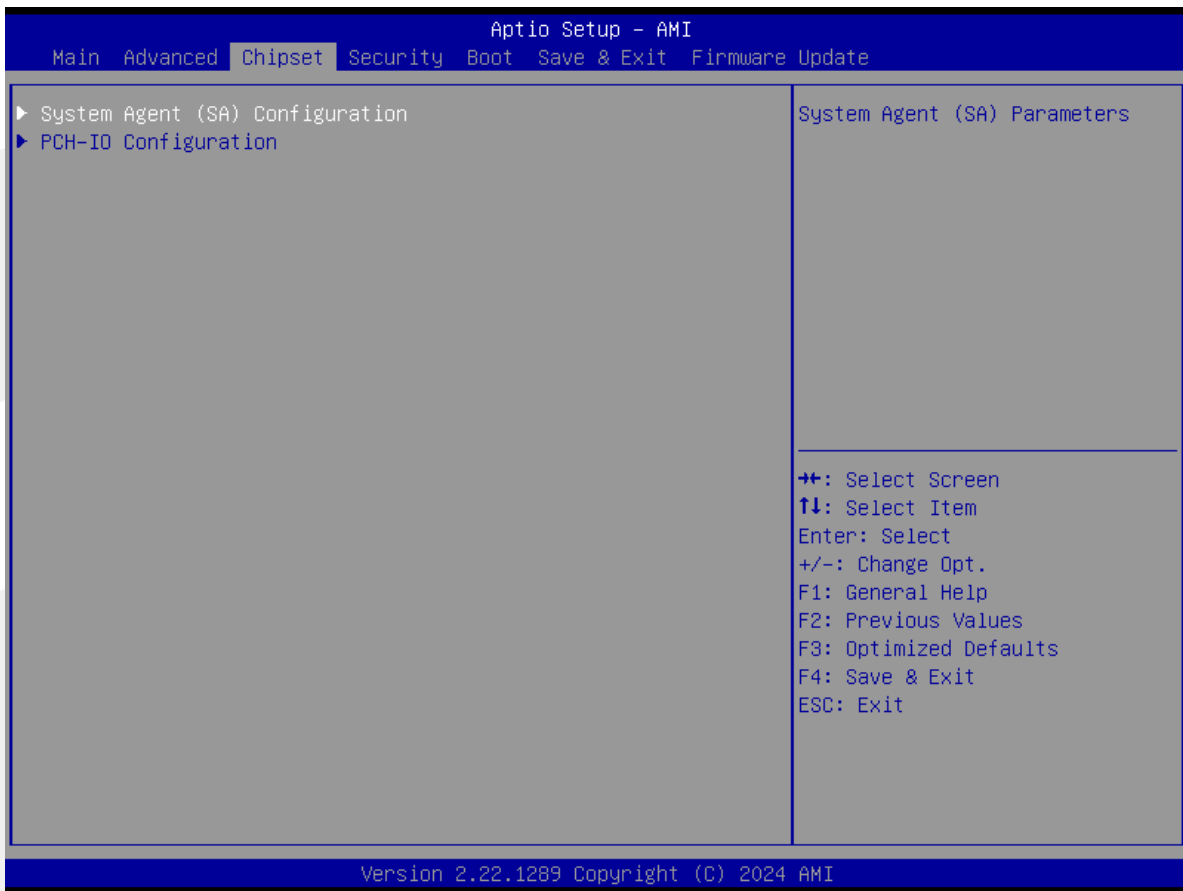 Aptio Setup - AMI
Main Advanced Chipset Security Boot Save & Exit Firmware Update
System Agent (SA) Configuration
PCH-IO Configuration
System Agent (SA) Parameters
→←: Select Screen
↑↓: Select Item
Enter: Select
+/-: Change Opt.
F1: General Help
F2: Previous Values
F3: Optimized Defaults
F4: Save & Exit
ESC: Exit
Version 2.22.1289 Copyright (C) 2024 AMI